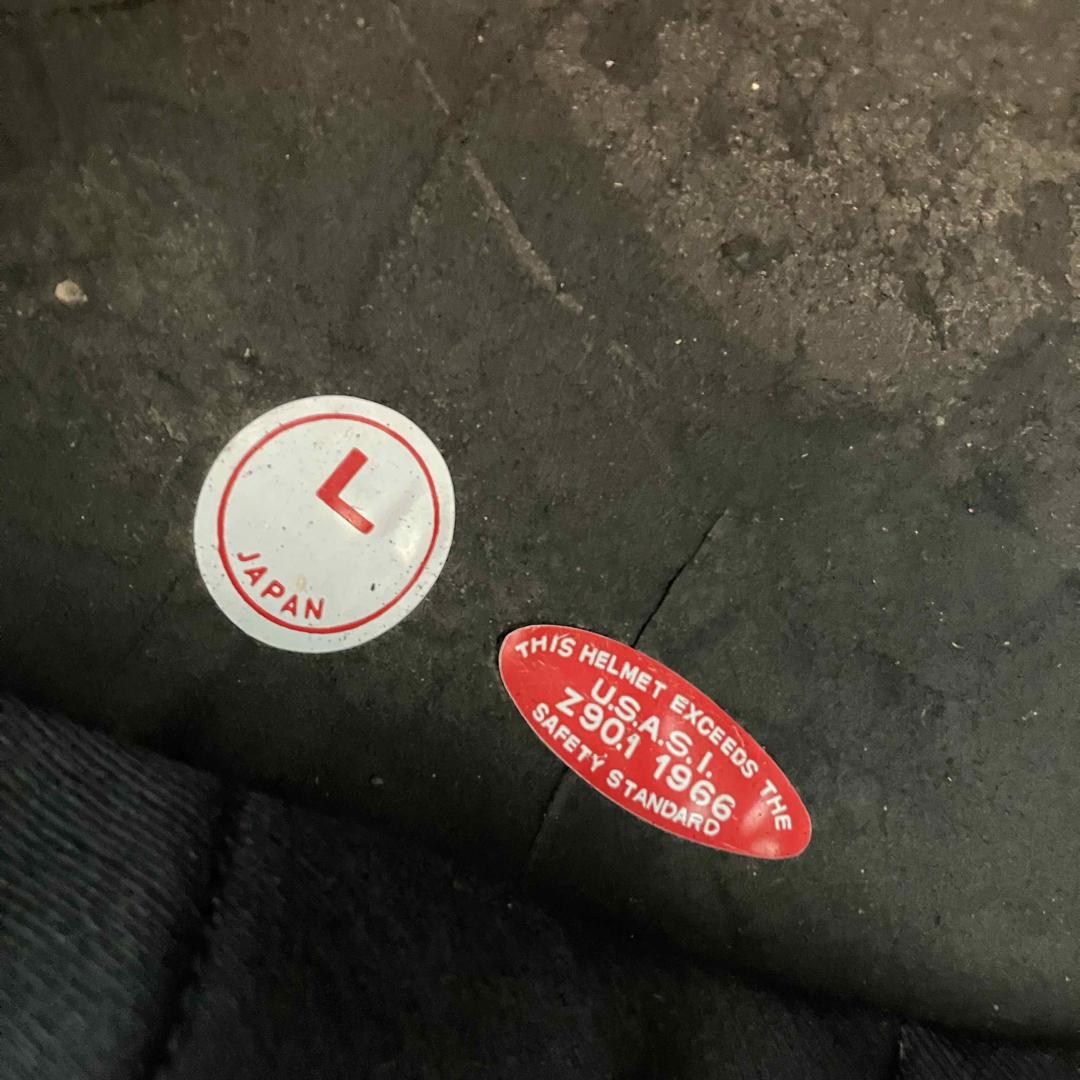 L
JAPAN
THIS HELMET EXCEEDS THE
U.S.A.S.I.
Z90.1 1966
SAFETY STANDARD